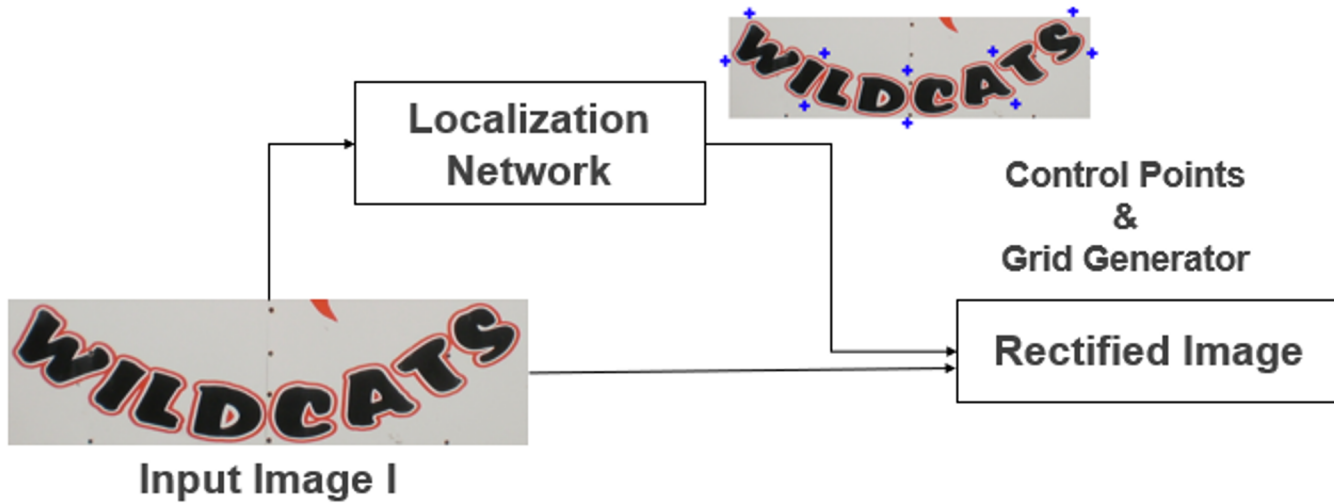 WILDCATS
Localization
Network
Control Points
&
Grid Generator
WILDCATS
Rectified Image
Input Image I